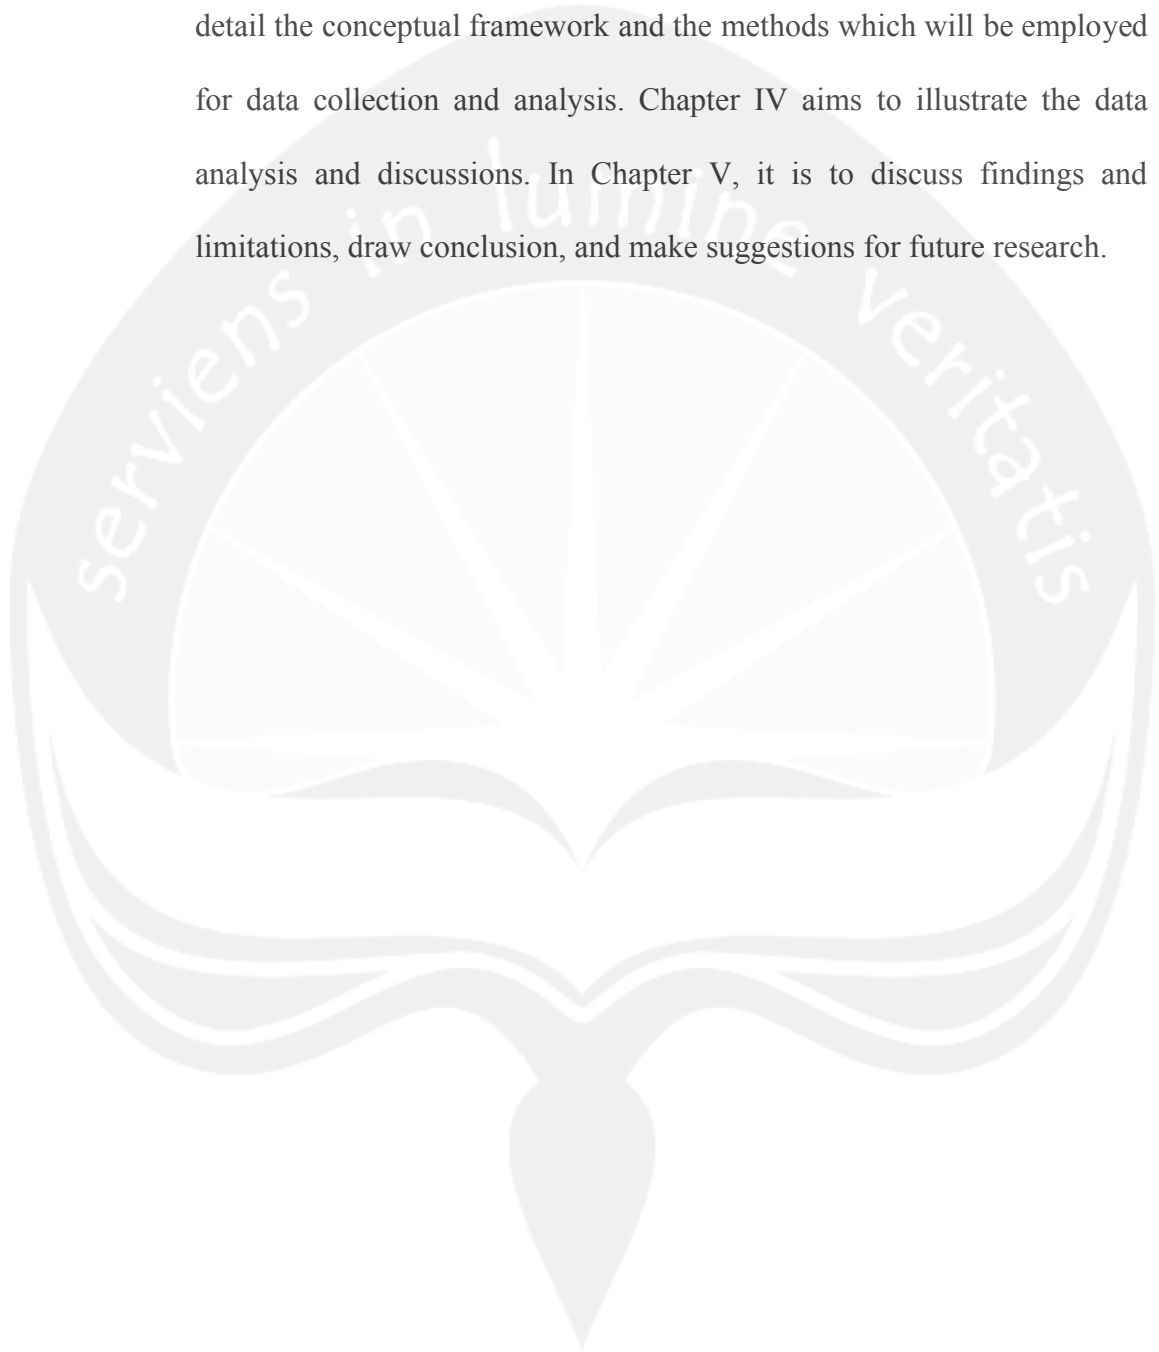 detail the conceptual framework and the methods which will be employed
for data collection and analysis. Chapter IV aims to illustrate the data
analysis and discussions. In Chapter V, it is to discuss findings and
limitations, draw conclusion, and make suggestions for future research.
serviens in lumine veritatis